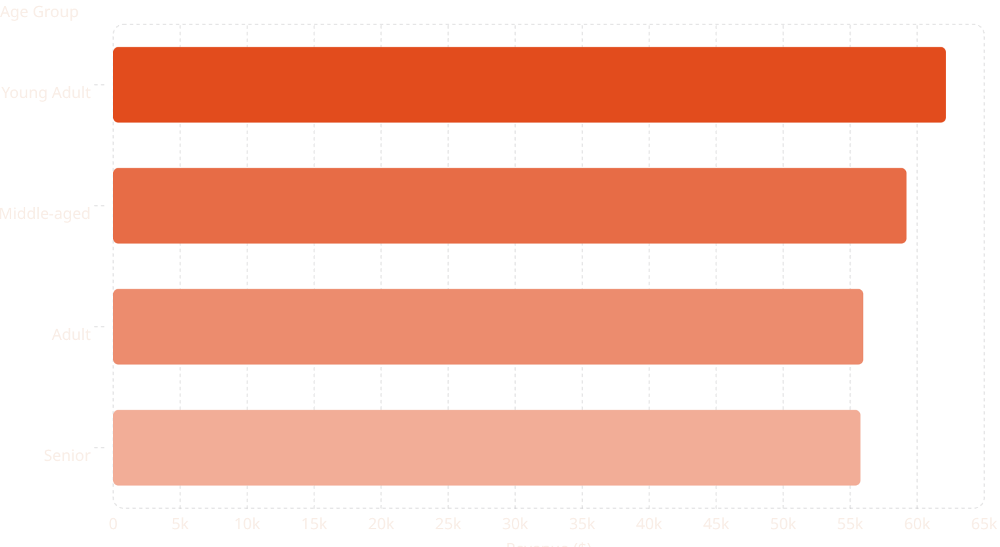 Age Group
Young Adult
Middle-aged
Adult
Senior
0 5k 10k 15k 20k 25k 30k 35k 40k 45k 50k 55k 60k 65k
Revenue ($)